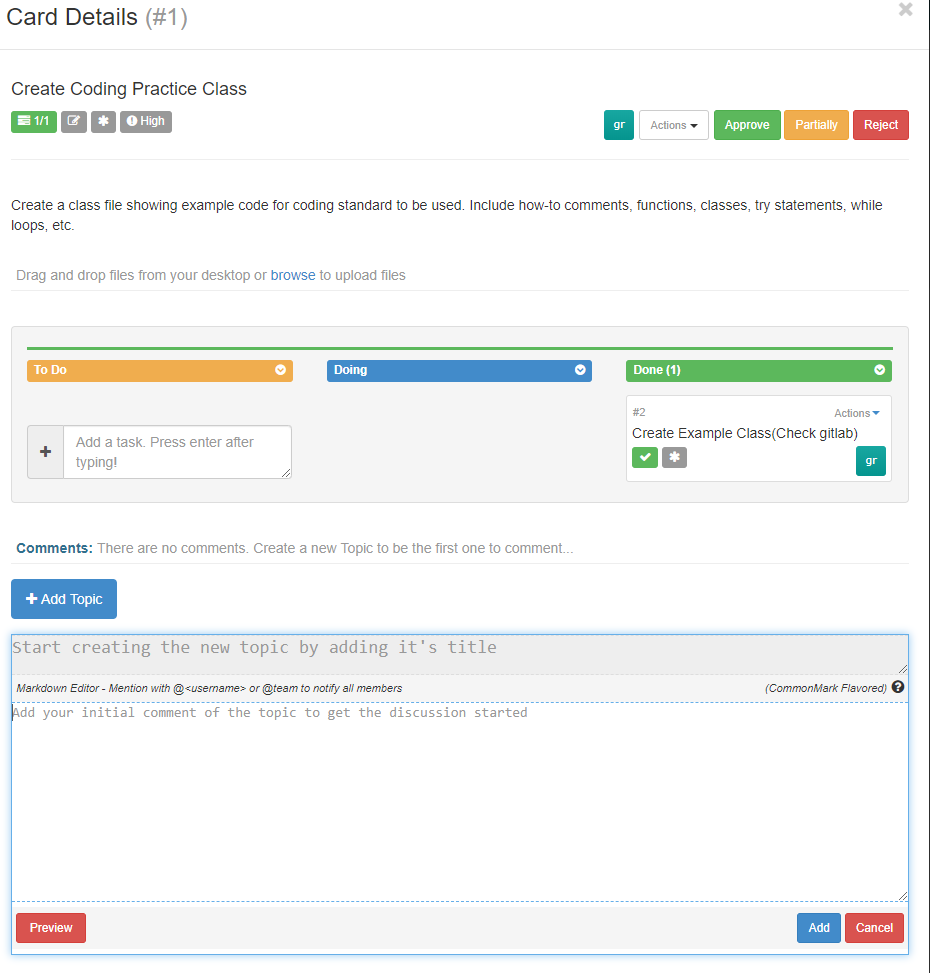 Card Details (#1)
Create Coding Practice Class
1/1 High
gr Actions Approve Partially Reject
Create a class file showing example code for coding standard to be used. Include how-to comments, functions, classes, try statements, while
loops, etc.
Drag and drop files from your desktop or browse to upload files
To Do Doing Done (1)
#2 Actions
Create Example Class(Check gitlab)
gr
Add a task. Press enter after
typing!
Comments: There are no comments. Create a new Topic to be the first one to comment...
Add Topic
Start creating the new topic by adding it's title
Markdown Editor - Mention with @<username> or @team to notify all members (CommonMark Flavored)
Add your initial comment of the topic to get the discussion started
Preview Add Cancel